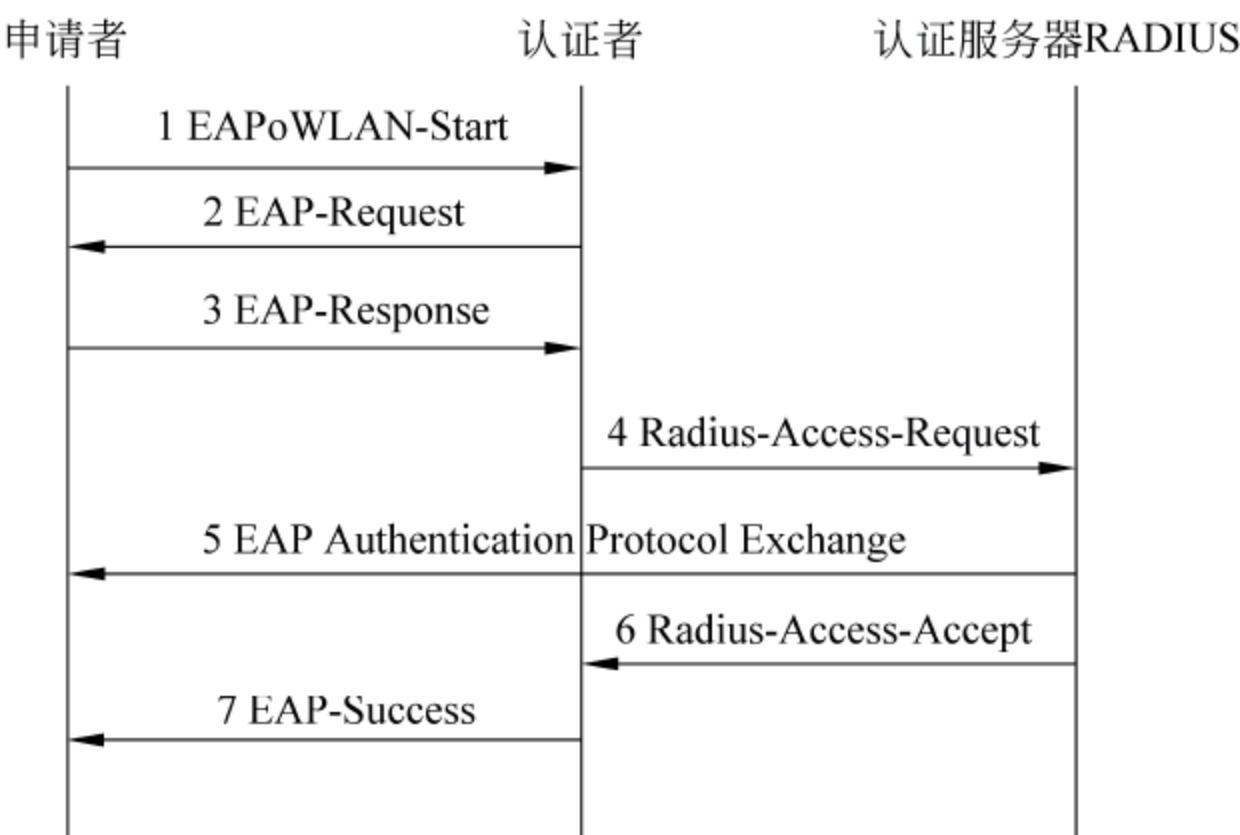 申请者 认证者 认证服务器RADIUS
1 EAPoWLAN-Start
2 EAP-Request
3 EAP-Response
4 Radius-Access-Request
5 EAP Authentication Protocol Exchange
6 Radius-Access-Accept
7 EAP-Success